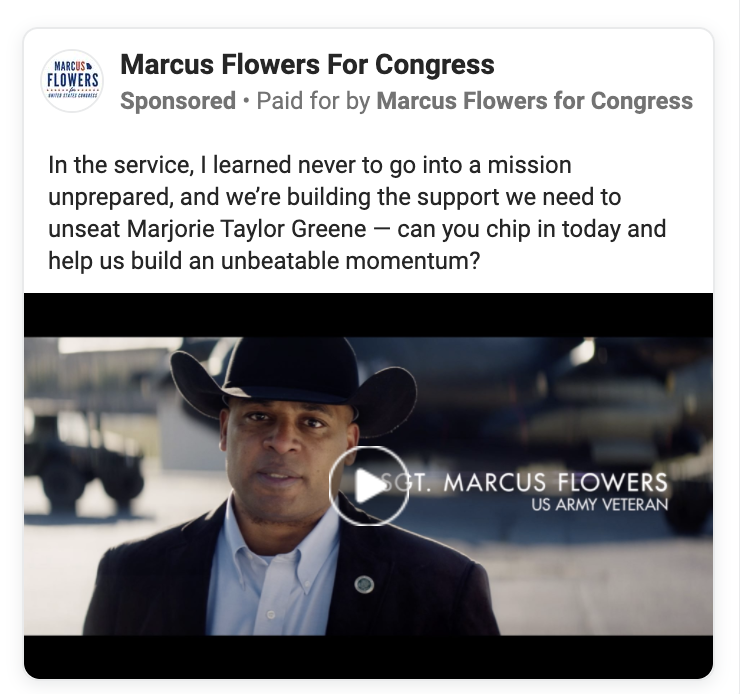 MARCUS
FLOWERS
for
UNITED STATES CONGRESS
Marcus Flowers For Congress
Sponsored • Paid for by Marcus Flowers for Congress
In the service, I learned never to go into a mission
unprepared, and we’re building the support we need to
unseat Marjorie Taylor Greene — can you chip in today and
help us build an unbeatable momentum?
SGT. MARCUS FLOWERS
US ARMY VETERAN